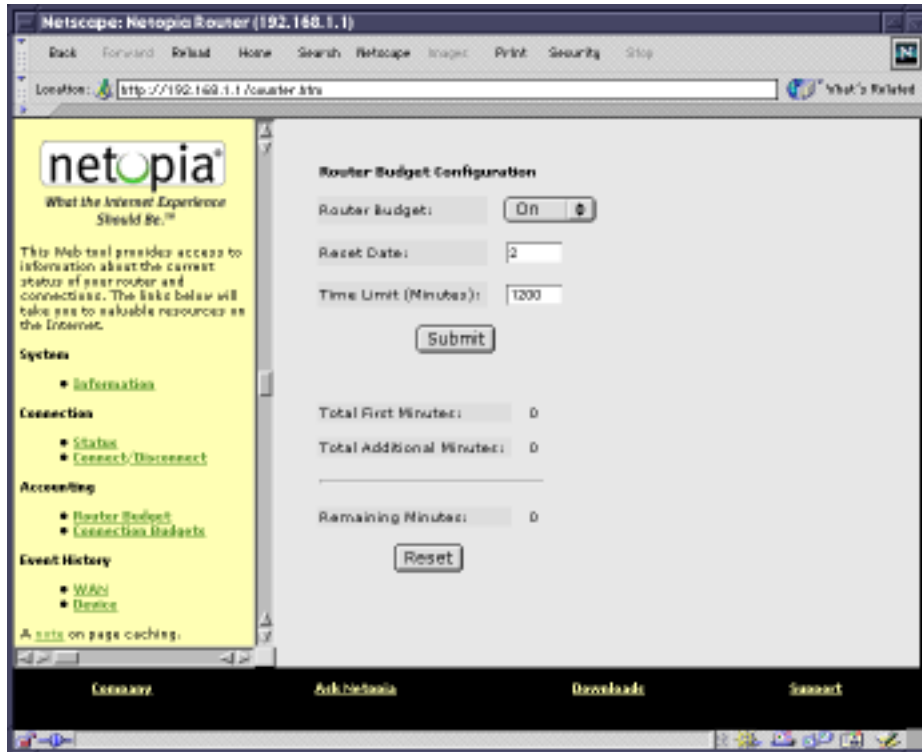 Netscape: Netopia Router (192.168.1.1)
Back Forward Reload Home Search Netscape Images Print Security Stop
N
Location: http://192.168.1.1/counter.htm What's Related
netopia
What the Internet Experience
Should Be.™
This Web tool provides access to
information about the current
status of your router and
connections. The links below will
take you to valuable resources on
the Internet.
System
Information
Connection
Status
Connect/Disconnect
Accounting
Router Budget
Connection Budgets
Event History
WAN
Device
A note on page caching.
Router Budget Configuration
Router Budget: On
Reset Date: 2
Time Limit (Minutes): 1200
Submit
Total First Minutes: 0
Total Additional Minutes: 0
Remaining Minutes: 0
Reset
Company Ask Netopia Downloads Support